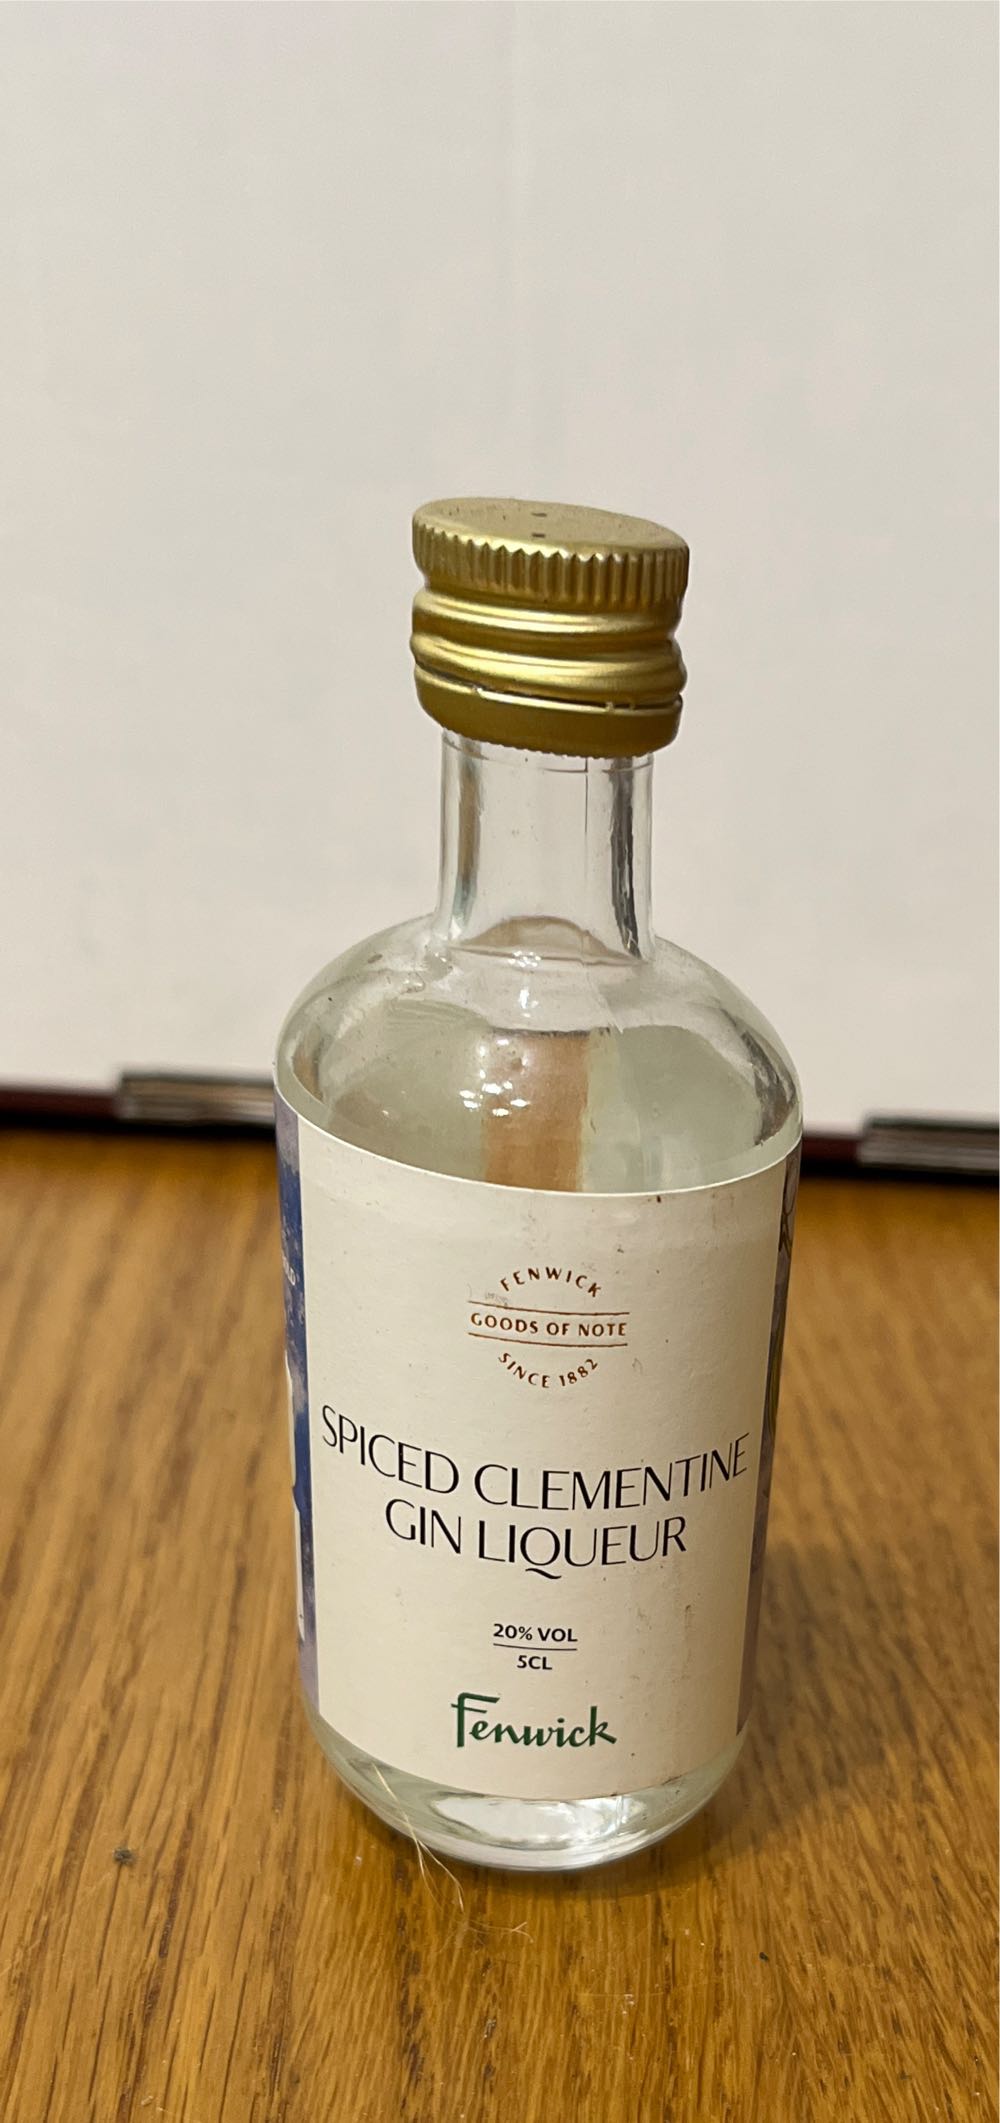 FENWICK
GOODS OF NOTE
SINCE 1882
SPICED CLEMENTINE
GIN LIQUEUR
20% VOL
5CL
Fenwick